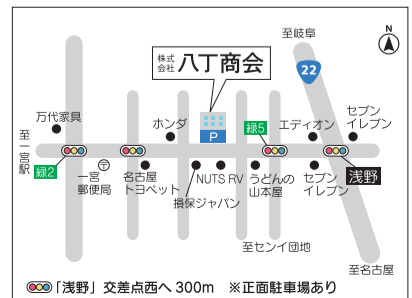 至岐阜
N
株式
会社 八丁商会
22
万代家具
ホンダ
緑5
エディオン
セブン
イレブン
至一宮駅
P
緑2
〒
一宮
郵便局
名古屋
トヨペット
損保ジャパン
NUTS RV
うどんの
山本屋
セブン
イレブン
浅野
至センイ団地
至名古屋
「浅野」交差点西へ300m ※正面駐車場あり